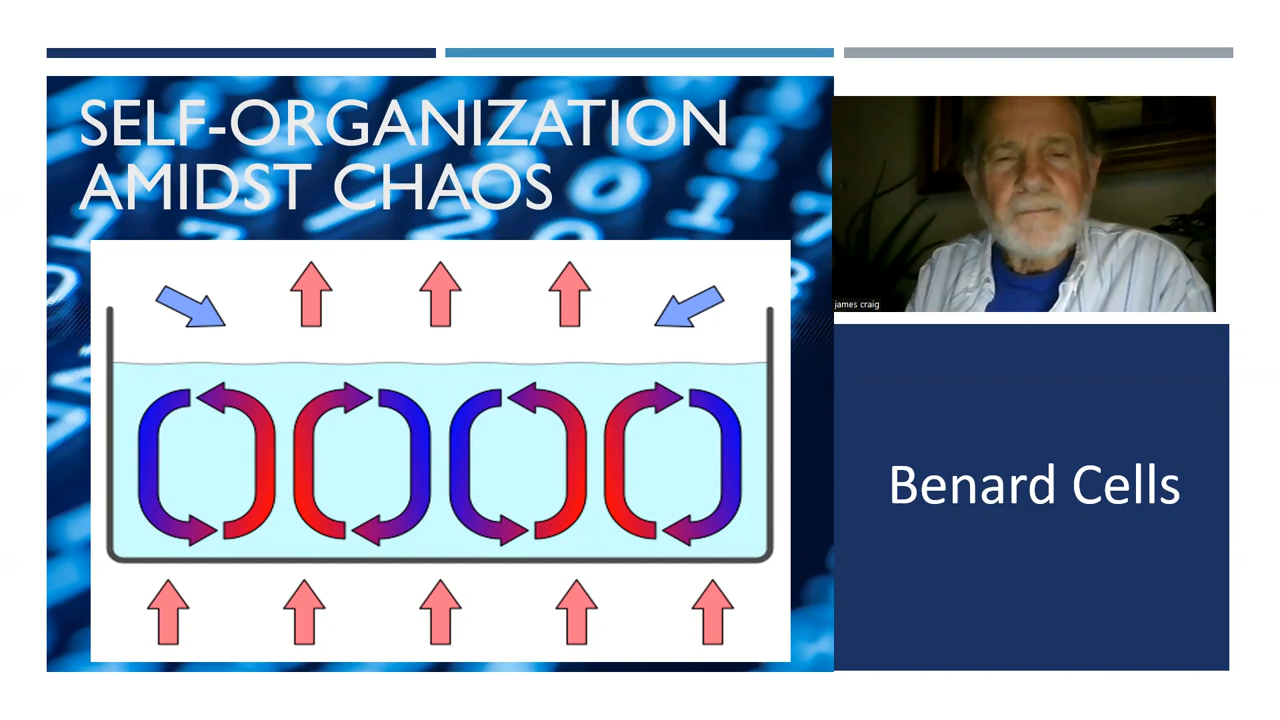 SELF-ORGANIZATION
AMIDST CHAOS
james craig
Benard Cells